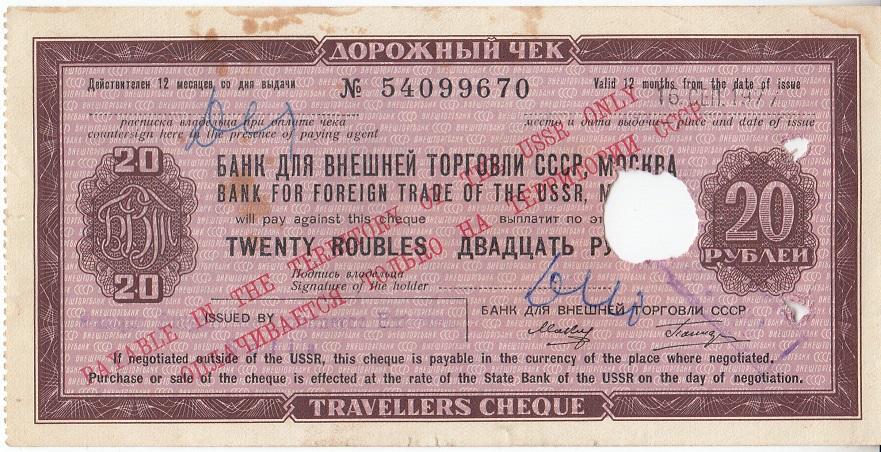 ДОРОЖНЫЙ ЧЕК
Действителен 12 месяцев со дня выдачи
№ 54099670
Valid 12 months from the date of issue
15. СЕН. 1977
расписка владельца при оплате чека
место и дата выдачи place and date of issue
countersign here in the presence of paying agent
БАНК ДЛЯ ВНЕШНЕЙ ТОРГОВЛИ СССР, МОСКВА
BANK FOR FOREIGN TRADE OF THE USSR, M
20
БВТ
20
20
РУБЛЕЙ
will pay against this cheque
выплатит по эт
TWENTY ROUBLES
ДВАДЦАТЬ РУ
Подпись владельца
Signature of the holder
ISSUED BY
БАНК ДЛЯ ВНЕШНЕЙ ТОРГОВЛИ СССР
PAYABLE IN THE TERRITORY OF THE USSR ONLY
ОПЛАЧИВАЕТСЯ ТОЛЬКО НА ТЕРРИТОРИИ СССР
If negotiated outside of the USSR, this cheque is payable in the currency of the place where negotiated.
Purchase or sale of the cheque is effected at the rate of the State Bank of the USSR on the day of negotiation.
TRAVELLERS CHEQUE